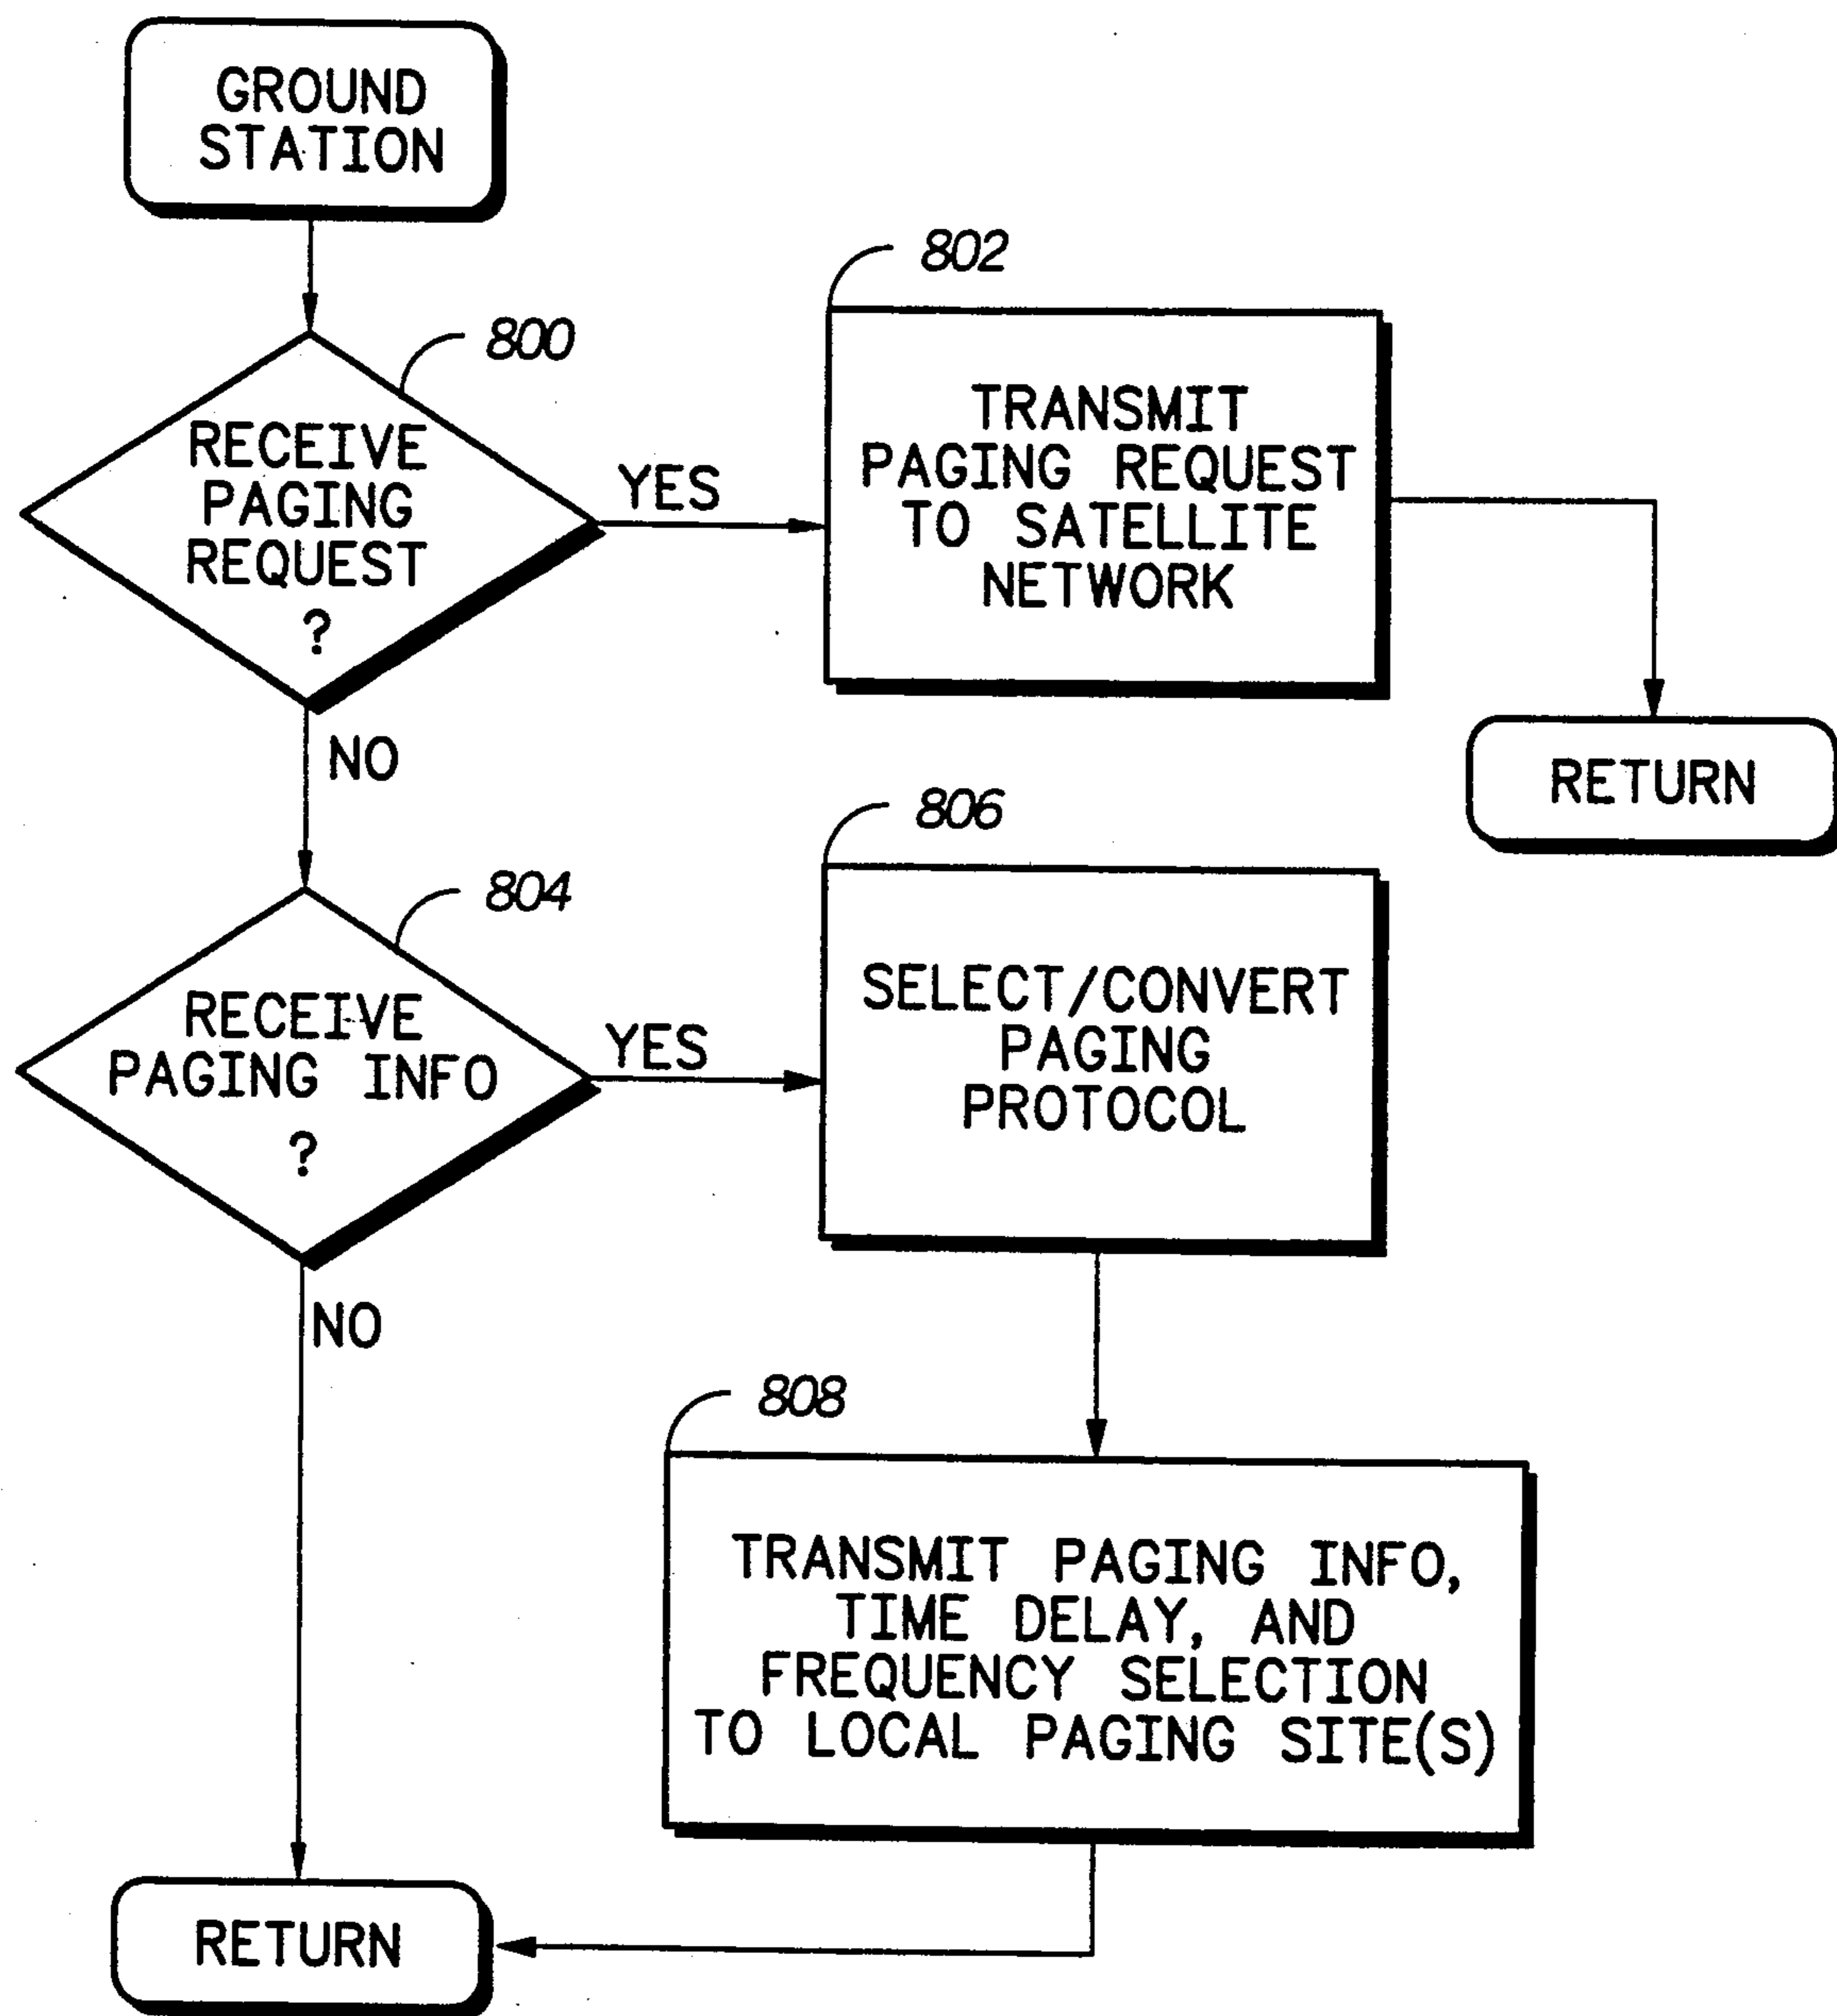 GROUND
STATION
802
800
TRANSMIT
PAGING REQUEST
TO SATELLITE
NETWORK
RECEIVE
PAGING
REQUEST
?
YES
NO
RETURN
806
804
SELECT/CONVERT
PAGING
PROTOCOL
RECEIVE
PAGING INFO
?
YES
NO
808
TRANSMIT PAGING INFO,
TIME DELAY, AND
FREQUENCY SELECTION
TO LOCAL PAGING SITE(S)
RETURN